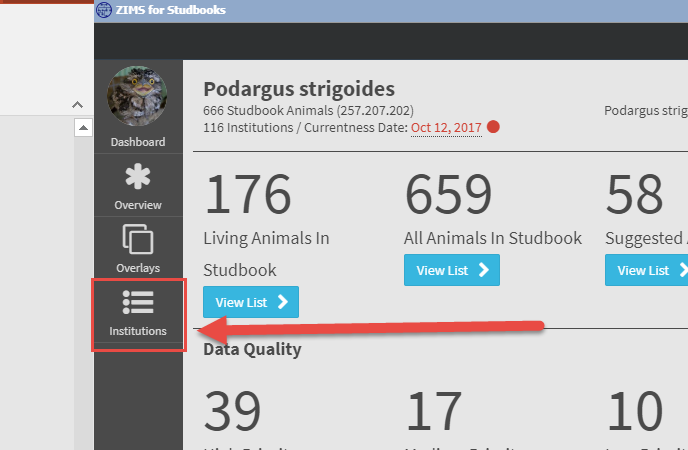 ZIMS for Studbooks
Podargus strigoides
666 Studbook Animals (257.207.202)
Podargus strig
116 Institutions / Currentness Date: Oct 12, 2017
Dashboard
Overview
Overlays
Institutions
176
659
58
Living Animals In
Studbook
All Animals In Studbook
Suggested
View List
View List
View List
Data Quality
39
17
10